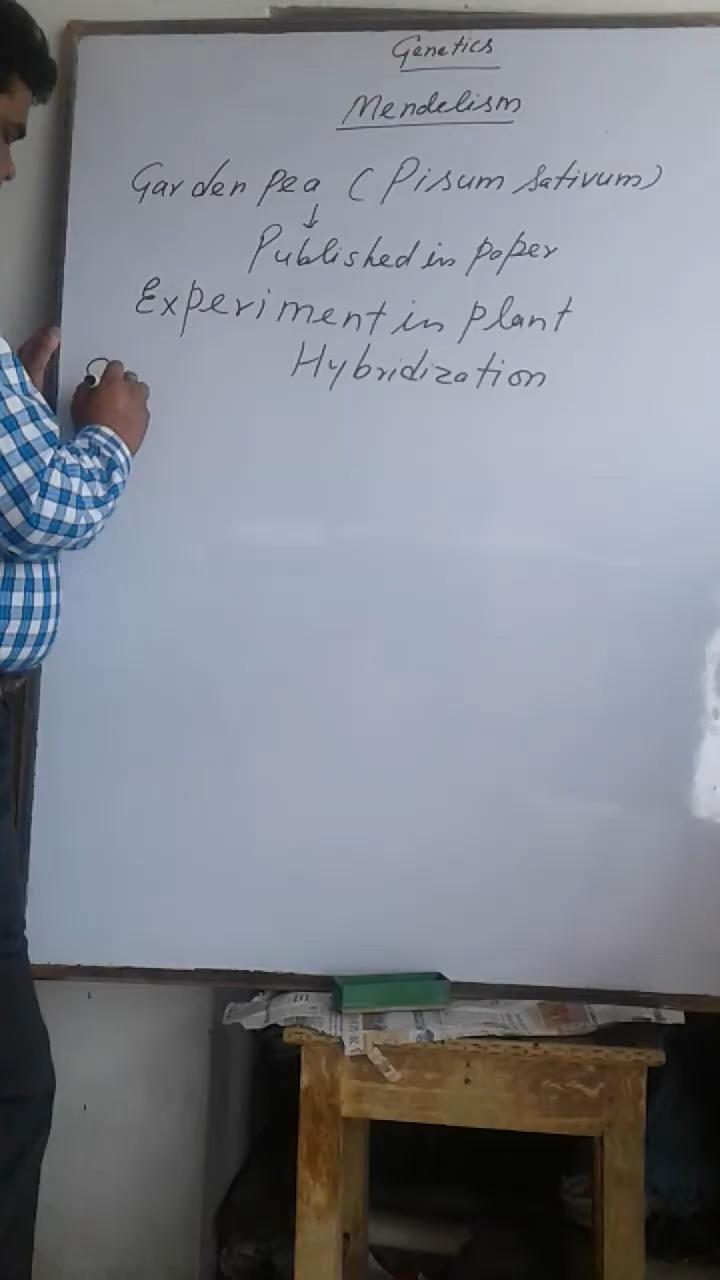 Genetics
Mendelism
Garden pea (Pisum sativum)
↓
Published in paper
Experiment in plant
Hybridization